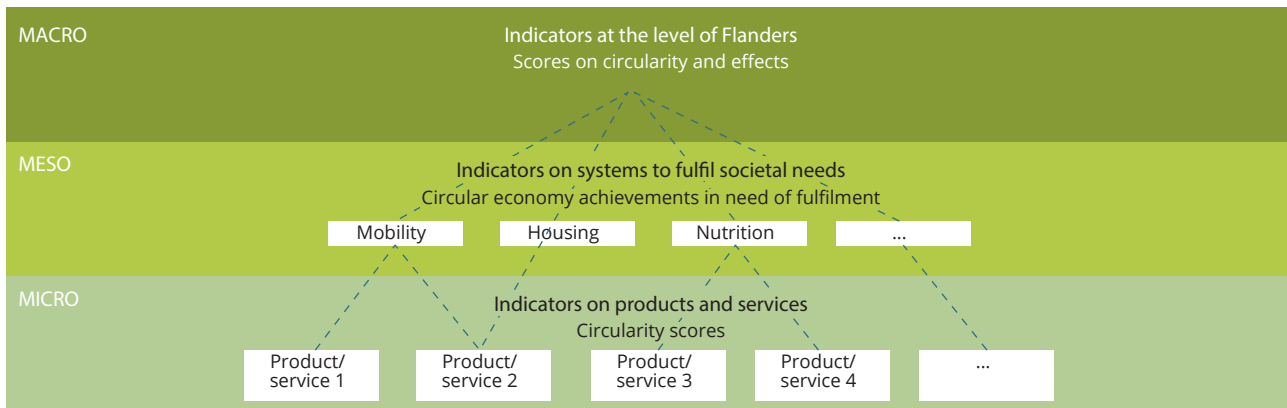 MACRO
Indicators at the level of Flanders
Scores on circularity and effects
MESO
Indicators on systems to fulfil societal needs
Circular economy achievements in need of fulfilment
Mobility
Housing
Nutrition
...
MICRO
Indicators on products and services
Circularity scores
Product/
service 1
Product/
service 2
Product/
service 3
Product/
service 4
...